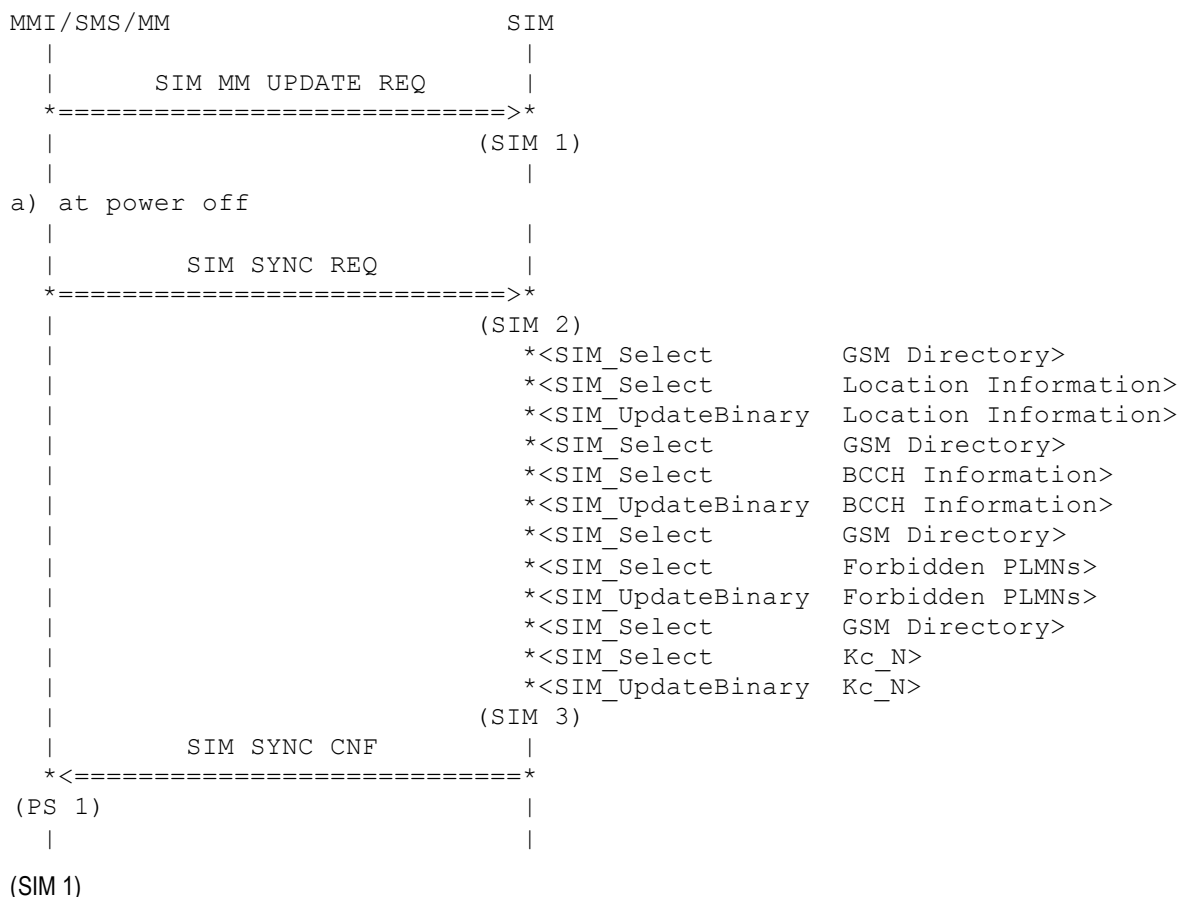 MMI/SMS/MM                     SIM
  |                             |
  |      SIM MM UPDATE REQ      |
  *============================>*
  |                          (SIM 1)
  |                             |
a) at power off
  |                             |
  |        SIM SYNC REQ         |
  *============================>*
  |                          (SIM 2)
  |                             *<SIM_Select        GSM Directory>
  |                             *<SIM_Select        Location Information>
  |                             *<SIM_UpdateBinary  Location Information>
  |                             *<SIM_Select        GSM Directory>
  |                             *<SIM_Select        BCCH Information>
  |                             *<SIM_UpdateBinary  BCCH Information>
  |                             *<SIM_Select        GSM Directory>
  |                             *<SIM_Select        Forbidden PLMNs>
  |                             *<SIM_UpdateBinary  Forbidden PLMNs>
  |                             *<SIM_Select        GSM Directory>
  |                             *<SIM_Select        Kc_N>
  |                             *<SIM_UpdateBinary  Kc_N>
  |                          (SIM 3)
  |        SIM SYNC CNF         |
  *<============================*
(PS 1)                          |
  |                             |
(SIM 1)